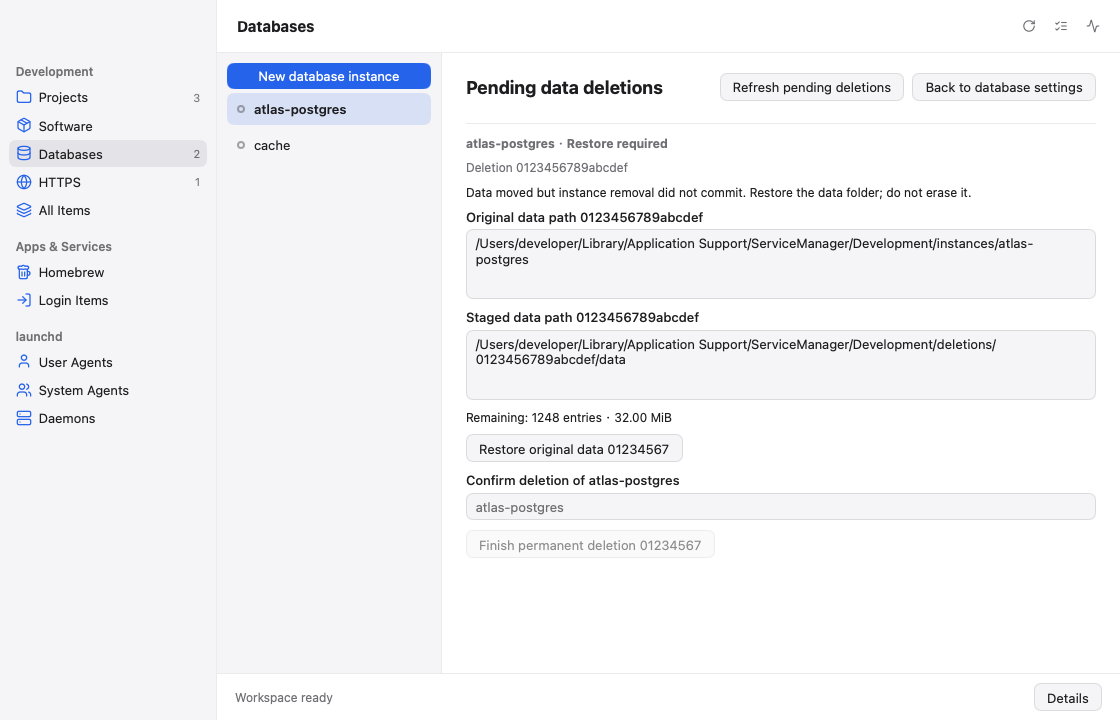 Databases
Development
Projects 3
Software
Databases 2
HTTPS 1
All Items
Apps & Services
Homebrew
Login Items
launchd
User Agents
System Agents
Daemons
New database instance
atlas-postgres
cache
Pending data deletions
Refresh pending deletions
Back to database settings
atlas-postgres · Restore required
Deletion 0123456789abcdef
Data moved but instance removal did not commit. Restore the data folder; do not erase it.
Original data path 0123456789abcdef
/Users/developer/Library/Application Support/ServiceManager/Development/instances/atlas-
postgres
Staged data path 0123456789abcdef
/Users/developer/Library/Application Support/ServiceManager/Development/deletions/
0123456789abcdef/data
Remaining: 1248 entries · 32.00 MiB
Restore original data 01234567
Confirm deletion of atlas-postgres
atlas-postgres
Finish permanent deletion 01234567
Workspace ready
Details